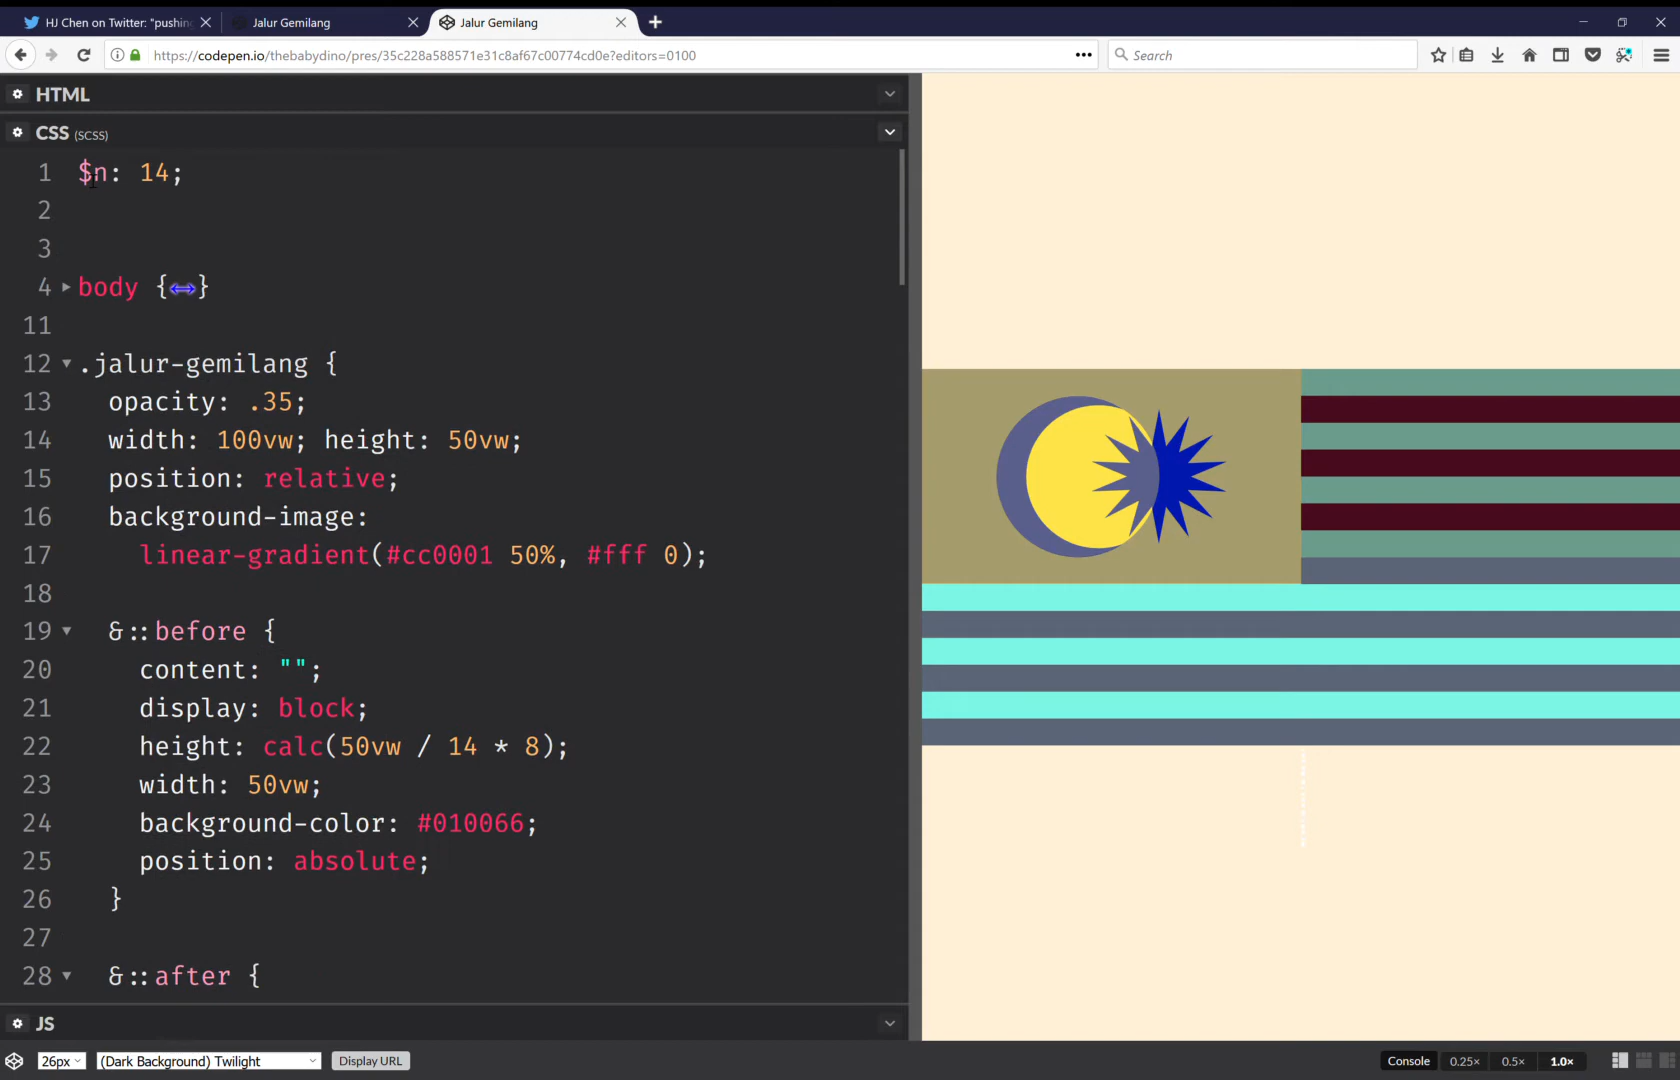 HJ Chen on Twitter: "pushin
Jalur Gemilang
Jalur Gemilang
https://codepen.io/thebabydino/pres/35c228a588571e31c8af67c00774cd0e?editors=0100
Search
HTML
CSS (SCSS)
1 $n: 14;
2
3
4 body {↔}
11
12 .jalur-gemilang {
13 opacity: .35;
14 width: 100vw; height: 50vw;
15 position: relative;
16 background-image:
17 linear-gradient(#cc0001 50%, #fff 0);
18
19 &::before {
20 content: "";
21 display: block;
22 height: calc(50vw / 14 * 8);
23 width: 50vw;
24 background-color: #010066;
25 position: absolute;
26 }
27
28 &::after {
JS
26px (Dark Background) Twilight Display URL
Console 0.25× 0.5× 1.0×